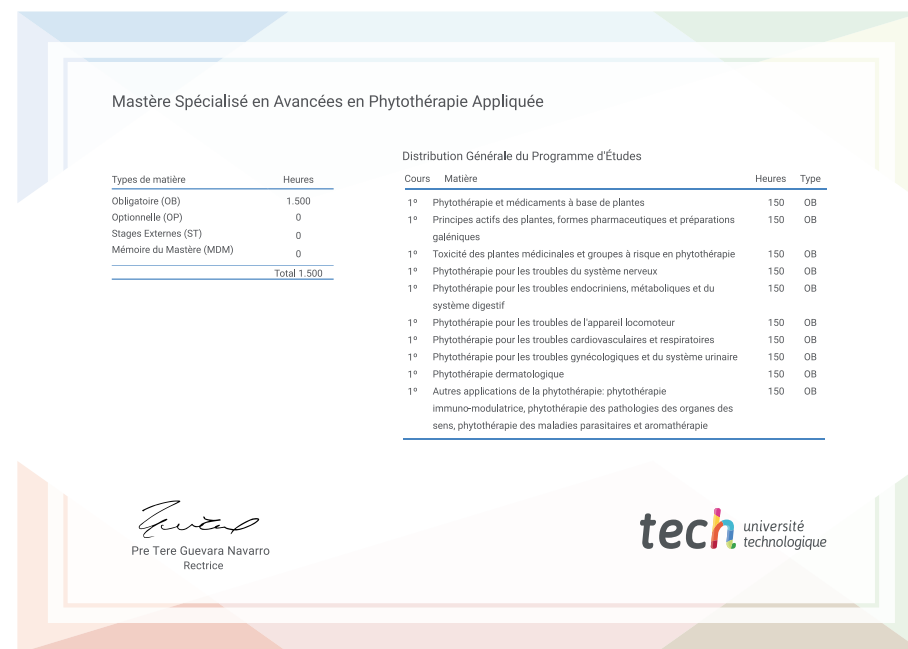 Mastère Spécialisé en Avancées en Phytothérapie Appliquée
Types de matière Heures
Obligatoire (OB) 1.500
Optionnelle (OP) 0
Stages Externes (ST) 0
Mémoire du Mastère (MDM) 0
Total 1.500
Distribution Générale du Programme d'Études
Cours Matière Heures Type
1º Phytothérapie et médicaments à base de plantes 150 OB
1º Principes actifs des plantes, formes pharmaceutiques et préparations 150 OB
galéniques
1º Toxicité des plantes médicinales et groupes à risque en phytothérapie 150 OB
1º Phytothérapie pour les troubles du système nerveux 150 OB
1º Phytothérapie pour les troubles endocriniens, métaboliques et du 150 OB
système digestif
1º Phytothérapie pour les troubles de l'appareil locomoteur 150 OB
1º Phytothérapie pour les troubles cardiovasculaires et respiratoires 150 OB
1º Phytothérapie pour les troubles gynécologiques et du système urinaire 150 OB
1º Phytothérapie dermatologique 150 OB
1º Autres applications de la phytothérapie: phytothérapie 150 OB
immuno-modulatrice, phytothérapie des pathologies des organes des
sens, phytothérapie des maladies parasitaires et aromathérapie
Pre Tere Guevara Navarro
Rectrice
tech université
technologique